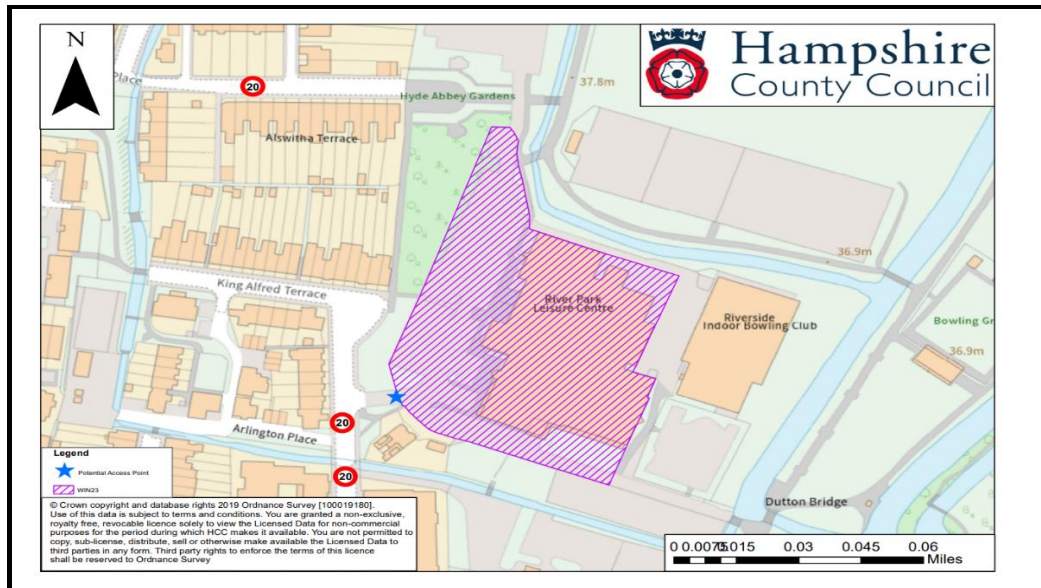 N
Hampshire
County Council
Place
20
Hyde Abbey Gardens
37.8m
Alswitha Terrace
36.9m
King Alfred Terrace
River Park
Leisure Centre
Riverside
Indoor Bowling Club
Bowling Gr
36.9m
20
Arlington Place
Legend
Potential Access Point
WIN23
20
Dutton Bridge
© Crown copyright and database rights 2019 Ordnance Survey [100019180].
Use of this data is subject to terms and conditions. You are granted a non-exclusive,
royalty free, revocable licence solely to view the Licensed Data for non-commercial
purposes for the period during which HCC makes it available. You are not permitted to
copy, sub-license, distribute, sell or otherwise make available the Licensed Data to
third parties in any form. Third party rights to enforce the terms of this licence
shall be reserved to Ordnance Survey
0 0.0075 0.015 0.03 0.045 0.06
Miles